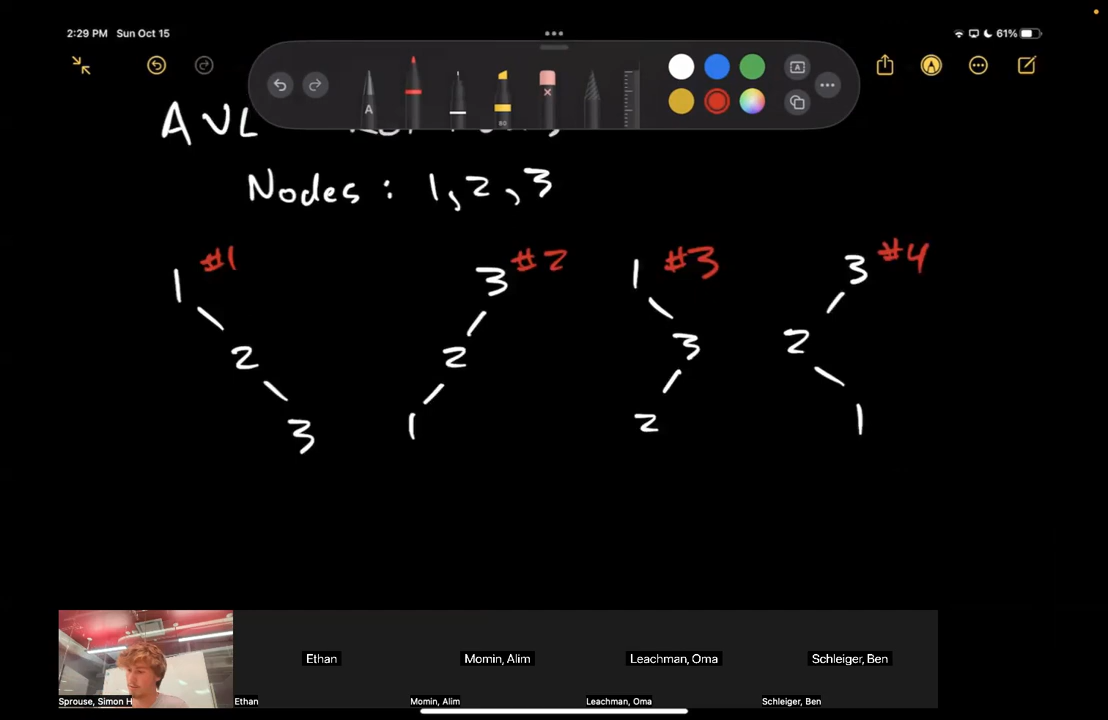 2:29 PM Sun Oct 15
61%
A
80
AVL
Nodes: 1,2,3
1 #1 3 #2 1 #3 3 #4
2 2 3 2
3 1 2 1
Ethan
Momin, Alim
Leachman, Oma
Schleiger, Ben
Sprouse, Simon H
Ethan
Momin, Alim
Leachman, Oma
Schleiger, Ben